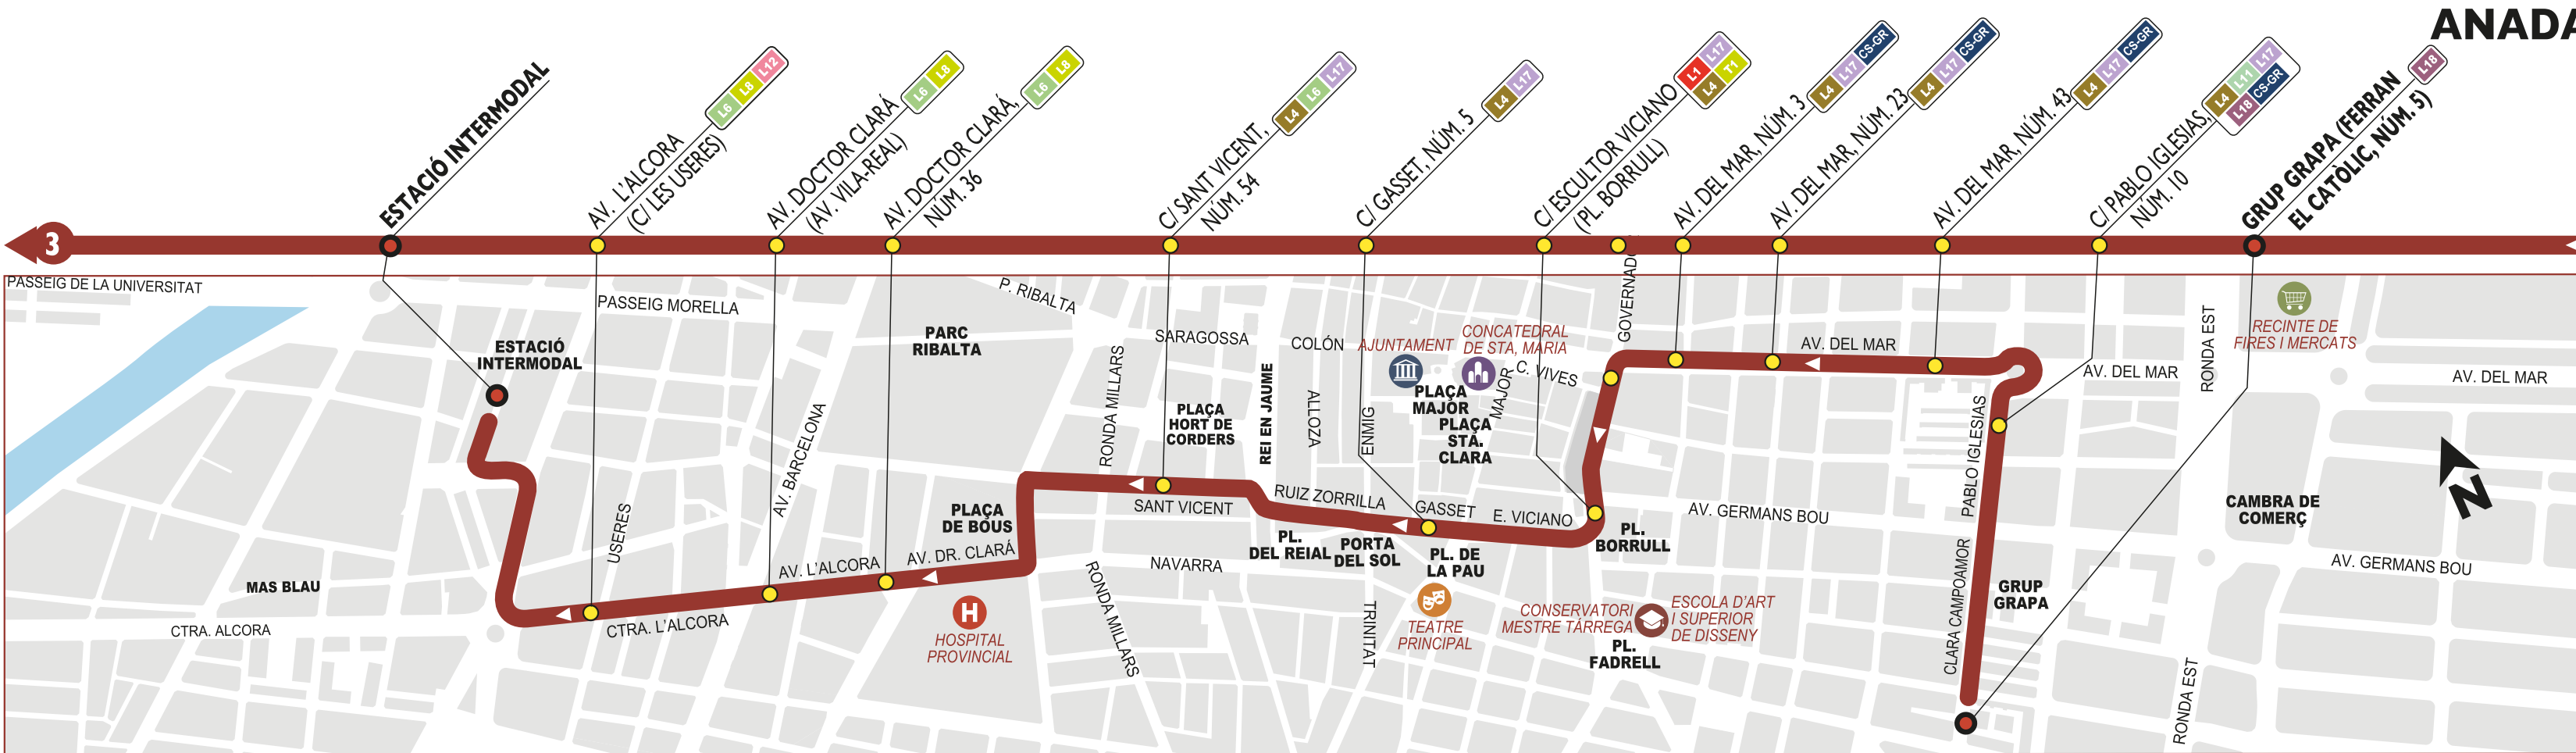 ANADA
ESTACIÓ INTERMODAL
AV. L'ALCORA
(C/ LES USERES)
L6 L8 L12
AV. DOCTOR CLARÁ
(AV. VILA-REAL)
L6 L8
AV. DOCTOR CLARÁ,
NÚM. 36
L6 L8
C/ SANT VICENT,
NÚM. 54
L4 L6 L17
C/ GASSET, NÚM. 5
L4 L17
C/ ESCULTOR VICIANO
(PL. BORRULL)
L1 L17
L4 T1
AV. DEL MAR, NÚM. 3
L4 L17 CS-GR
AV. DEL MAR, NÚM. 23
L4 L17 CS-GR
AV. DEL MAR, NÚM. 43
L4 L17 CS-GR
C/ PABLO IGLESIAS,
NÚM. 10
L4 L11 L17
L18 CS-GR
GRUP GRAPA (FERRAN
EL CATÒLIC, NÚM. 5)
L18
3
PASSEIG DE LA UNIVERSITAT
PASSEIG MORELLA
P. RIBALTA
GOVERNADO
ESTACIÓ
INTERMODAL
PARC
RIBALTA
RONDA MILLARS
SARAGOSSA
COLÓN
AJUNTAMENT
CONCATEDRAL
DE STA, MARIA
C. VIVES
MAJOR
AV. DEL MAR
AV. DEL MAR
RONDA EST
RECINTE DE
FIRES I MERCATS
AV. DEL MAR
AV. BARCELONA
PLAÇA
HORT DE
CORDERS
REI EN JAUME
ALLOZA
ENMIG
PLAÇA
MAJOR
PLAÇA
STA.
CLARA
PABLO IGLESIAS
N
USERES
PLAÇA
DE BOUS
SANT VICENT
RUIZ ZORRILLA
GASSET
E. VICIANO
PL.
BORRULL
AV. GERMANS BOU
CAMBRA DE
COMERÇ
AV. L'ALCORA
AV. DR. CLARÁ
NAVARRA
PL.
DEL REIAL
PORTA
DEL SOL
PL. DE
LA PAU
AV. GERMANS BOU
MAS BLAU
CTRA. ALCORA
CTRA. L'ALCORA
H
HOSPITAL
PROVINCIAL
RONDA MILLARS
TRINITAT
TEATRE
PRINCIPAL
CONSERVATORI
MESTRE TÁRREGA
ESCOLA D'ART
I SUPERIOR
DE DISSENY
PL.
FADRELL
CLARA CAMPOAMOR
GRUP
GRAPA
RONDA EST